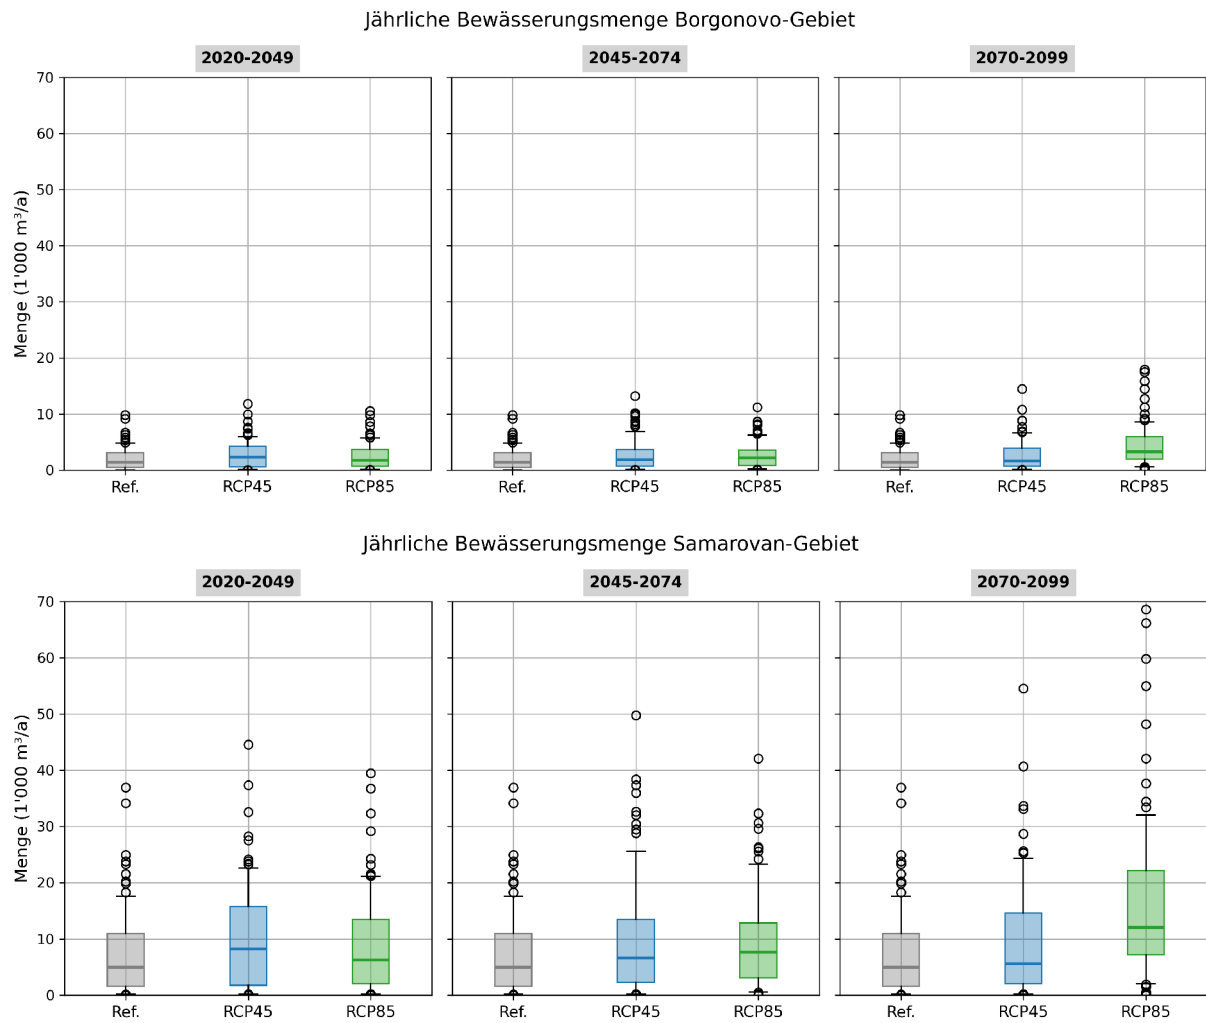 Jährliche Bewässerungsmenge Borgonovo-Gebiet
2020-2049 2045-2074 2070-2099
Menge (1'000 m³/a)
70
60
50
40
30
20
10
0
Ref. RCP45 RCP85 Ref. RCP45 RCP85 Ref. RCP45 RCP85
Jährliche Bewässerungsmenge Samarovan-Gebiet
2020-2049 2045-2074 2070-2099
Menge (1'000 m³/a)
70
60
50
40
30
20
10
0
Ref. RCP45 RCP85 Ref. RCP45 RCP85 Ref. RCP45 RCP85